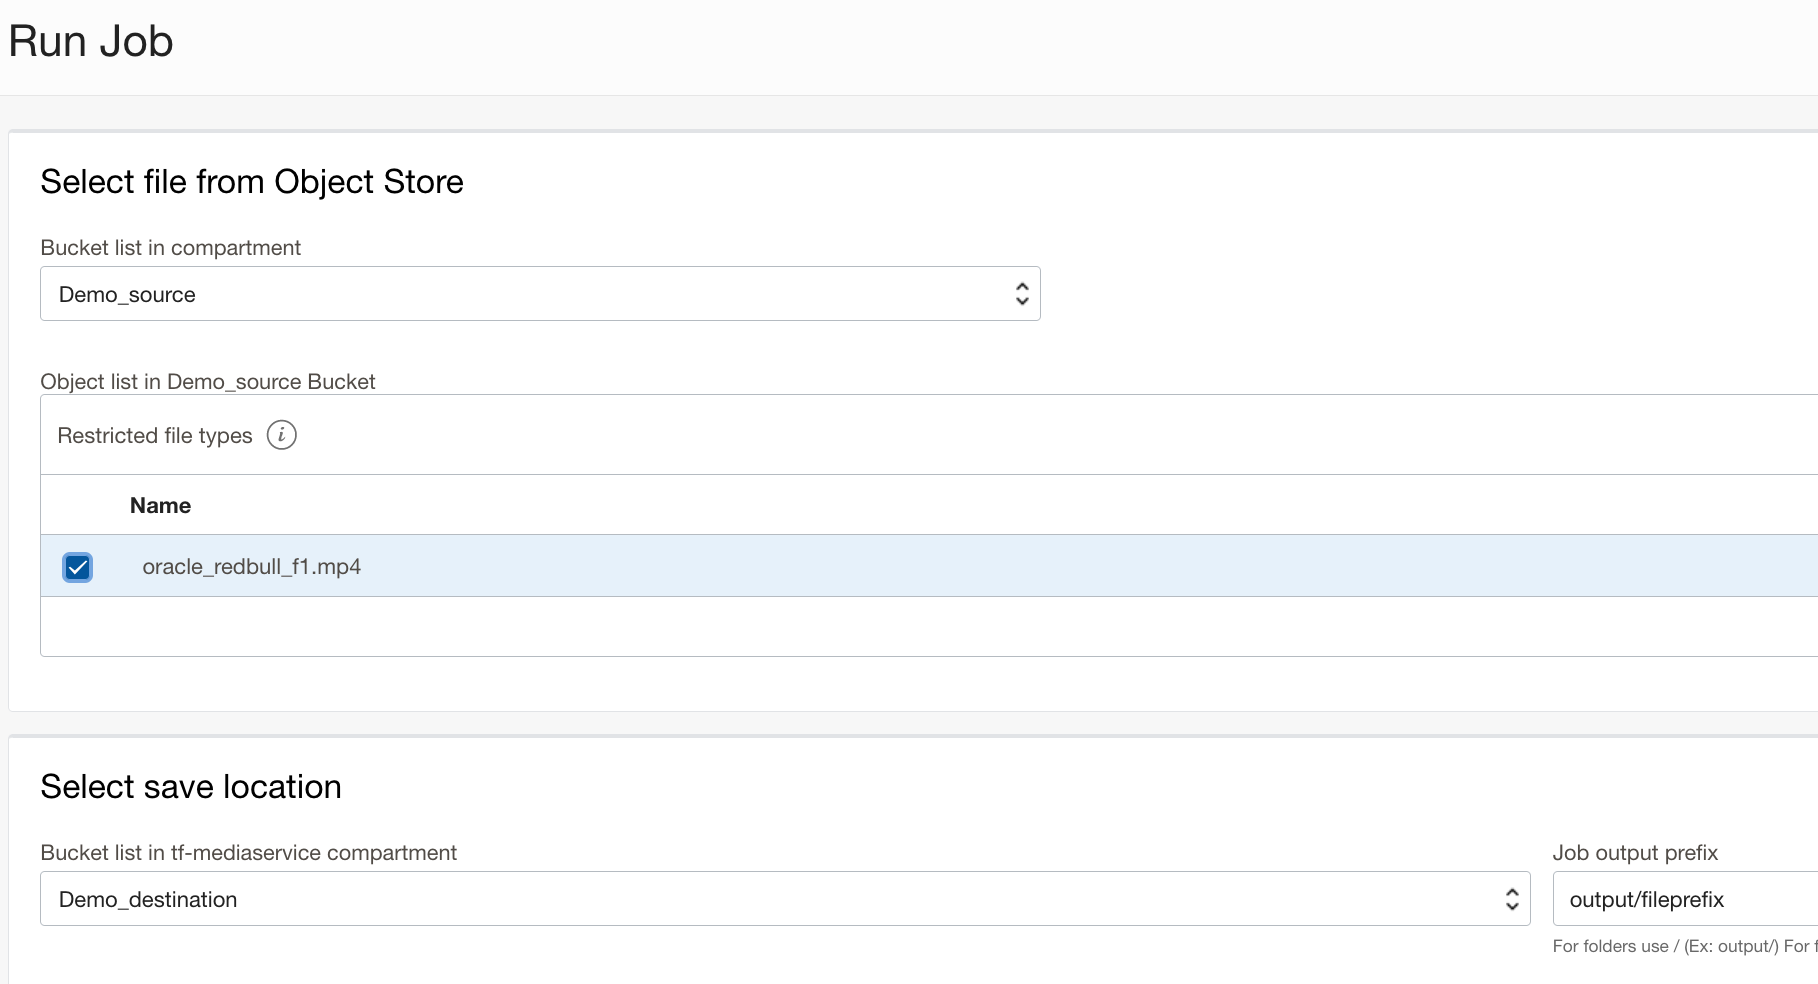 Run Job
Select file from Object Store
Bucket list in compartment
Demo_source
Object list in Demo_source Bucket
Restricted file types i
Name
oracle_redbull_f1.mp4
Select save location
Bucket list in tf-mediaservice compartment
Job output prefix
Demo_destination
output/fileprefix
For folders use / (Ex: output/) For